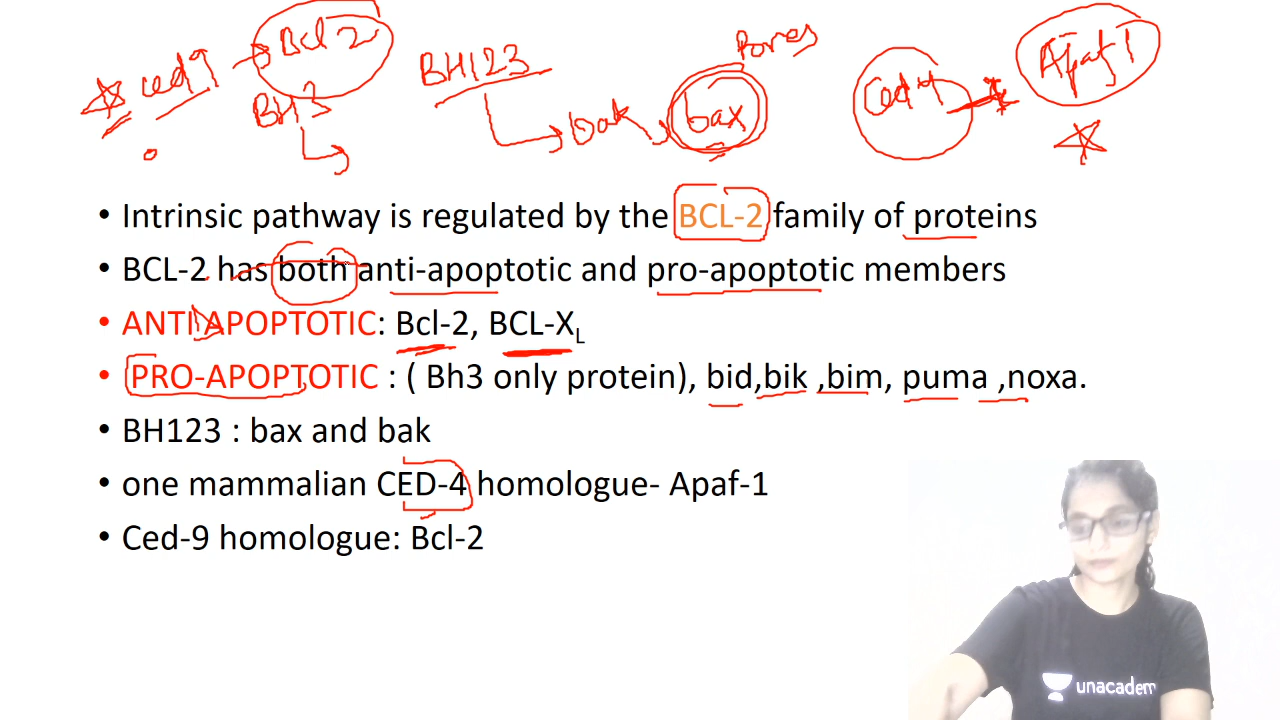 ced9 → Bcl2 BH123 Pores Ced4 → Apaf1
BH3 bak, bax
• Intrinsic pathway is regulated by the BCL-2 family of proteins
• BCL-2 has both anti-apoptotic and pro-apoptotic members
• ANTI APOPTOTIC: Bcl-2, BCL-XL
• PRO-APOPTOTIC : ( Bh3 only protein), bid,bik ,bim, puma ,noxa.
• BH123 : bax and bak
• one mammalian CED-4 homologue- Apaf-1
• Ced-9 homologue: Bcl-2
unacadem